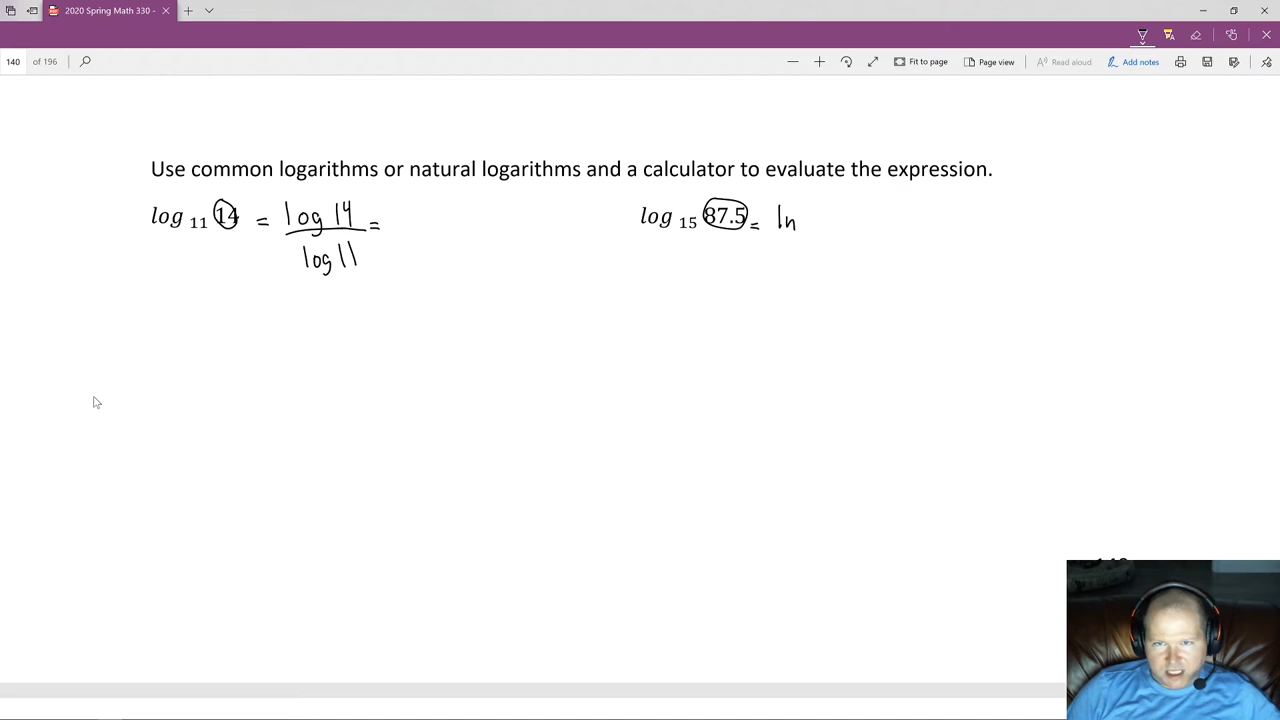 2020 Spring Math 330 -
140 of 196
Fit to page
Page view
Read aloud
Add notes
Use common logarithms or natural logarithms and a calculator to evaluate the expression.
log 11 14 = log 14 / log 11 =
log 15 87.5 = ln